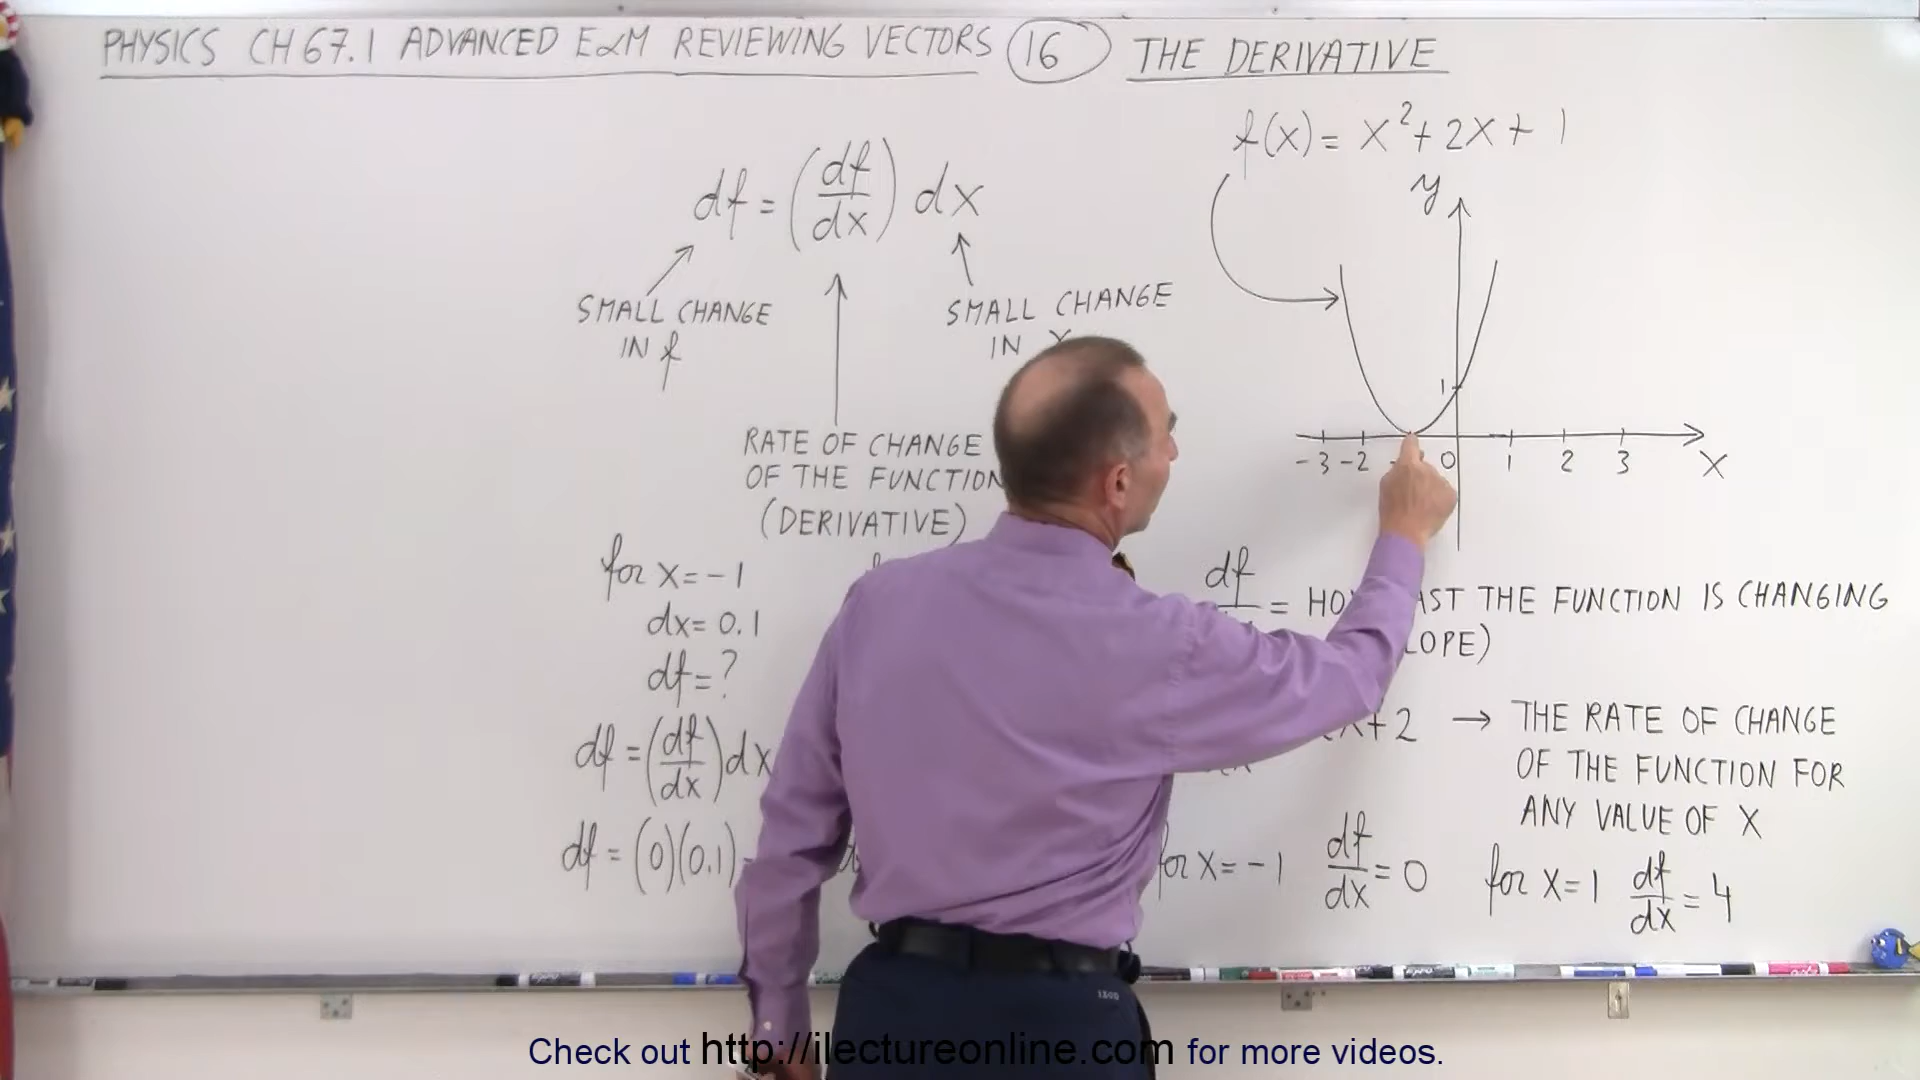 PHYSICS CH 67.1 ADVANCED E&M REVIEWING VECTORS 16 THE DERIVATIVE
f(x) = x²+2x+1
df = (df/dx) dx
SMALL CHANGE
IN f
SMALL CHANGE
IN
RATE OF CHANGE
OF THE FUNCTION
(DERIVATIVE)
y
1
-3 -2 0 1 2 3 x
for x=-1
dx=0.1
df=?
df=(df/dx)dx
df=(0)(0.1)
df
= THE FUNCTION IS CHANGING
+2 → THE RATE OF CHANGE
OF THE FUNCTION FOR
ANY VALUE OF X
for x=-1 df/dx=0 for x=1 df/dx=4
IZOD
Check out http://ilectureonline.com for more videos.